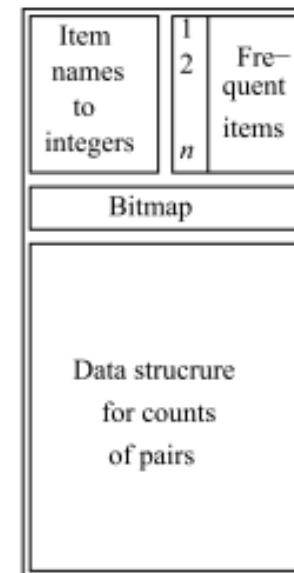 Item
names
to
integers
1
2
n
Fre−
quent
items
Bitmap
Data strucrure
for counts
of pairs